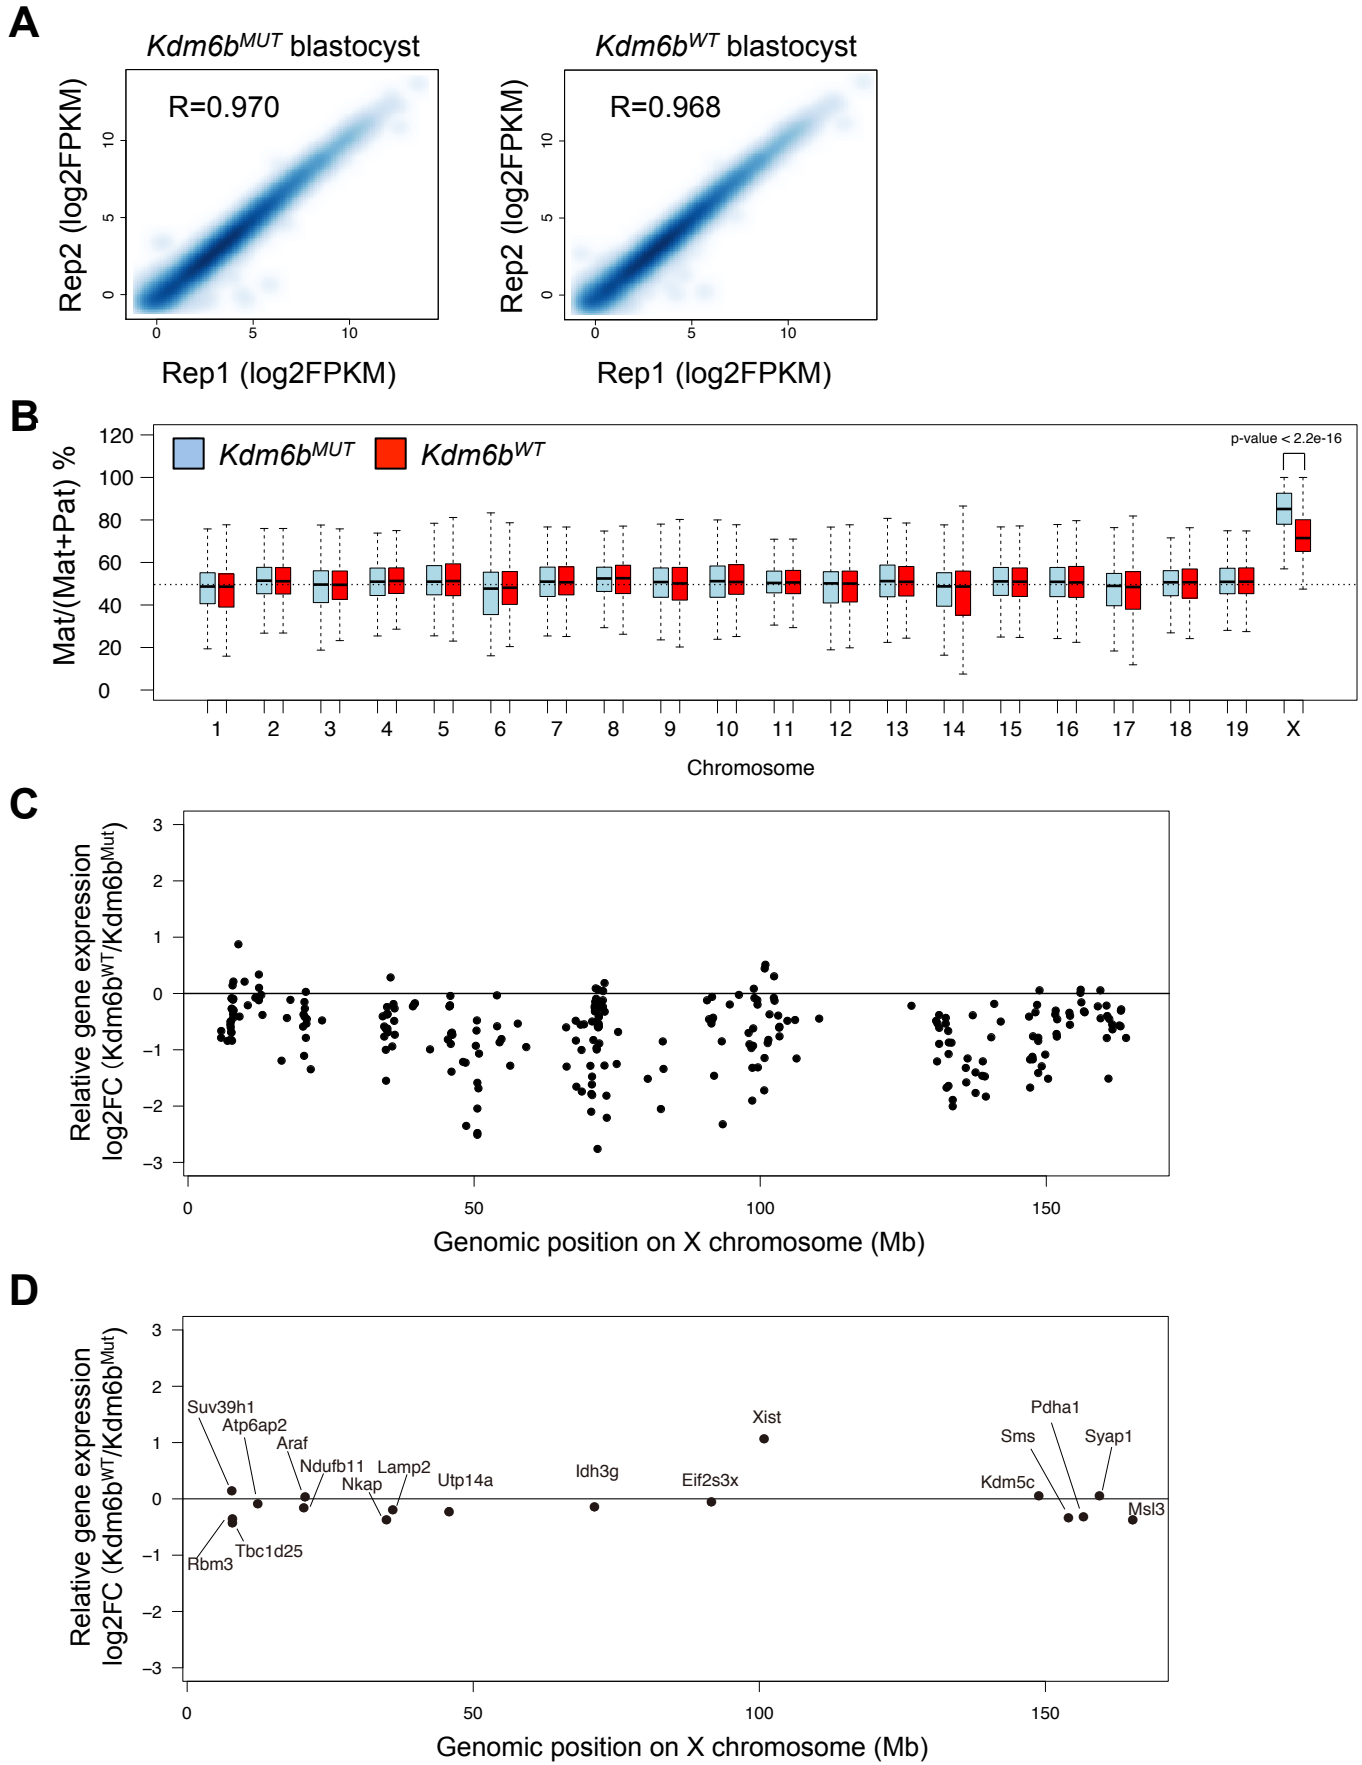 A
Kdm6bMUT blastocyst
Kdm6bWT blastocyst
R=0.970
R=0.968
Rep2 (log2FPKM)
10
5
0
Rep2 (log2FPKM)
10
5
0
0 5 10
0 5 10
Rep1 (log2FPKM)
Rep1 (log2FPKM)
B
Mat/(Mat+Pat) %
120
100
80
60
40
20
0
Kdm6bMUT
Kdm6bWT
p-value < 2.2e-16
1 2 3 4 5 6 7 8 9 10 11 12 13 14 15 16 17 18 19 X
Chromosome
C
Relative gene expression
log2FC (Kdm6bWT/Kdm6bMut)
3
2
1
0
−1
−2
−3
0 50 100 150
Genomic position on X chromosome (Mb)
D
Relative gene expression
log2FC (Kdm6bWT/Kdm6bMut)
3
2
1
0
−1
−2
−3
Suv39h1
Atp6ap2
Araf
Ndufb11
Nkap
Lamp2
Utp14a
Idh3g
Eif2s3x
Xist
Kdm5c
Sms
Pdha1
Syap1
Msl3
Tbc1d25
Rbm3
0 50 100 150
Genomic position on X chromosome (Mb)